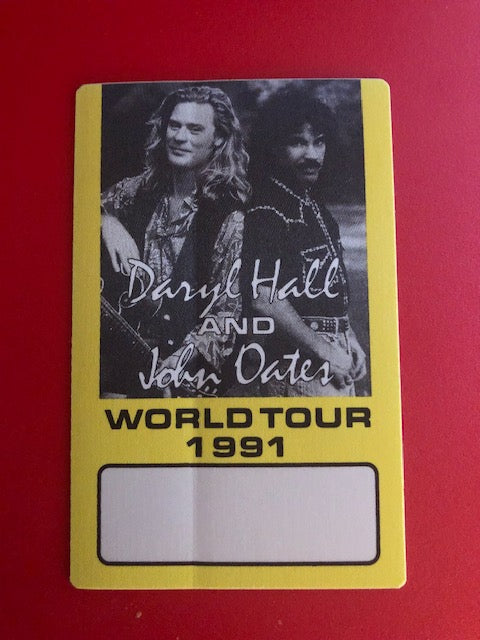 Daryl Hall
AND
John Oates
WORLD TOUR
1991